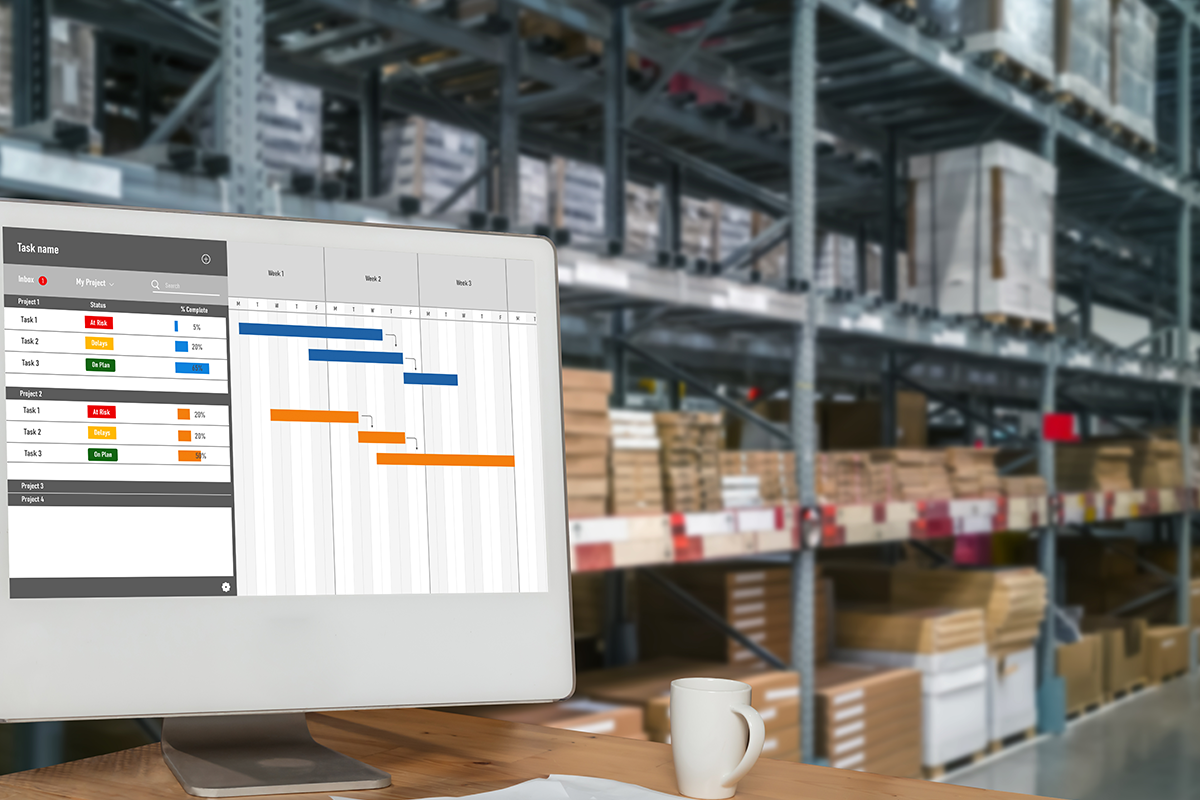 Task name
Inbox 1 My Project Search
Project 1 Status % Complete
Task 1 At Risk 5%
Task 2 Delays 20%
Task 3 On Plan
Project 2
Task 1 At Risk 20%
Task 2 Delays 20%
Task 3 On Plan 50%
Project 3
Project 4
Week 1 Week 2 Week 3
M T W T F M T W T F M T W T F M T